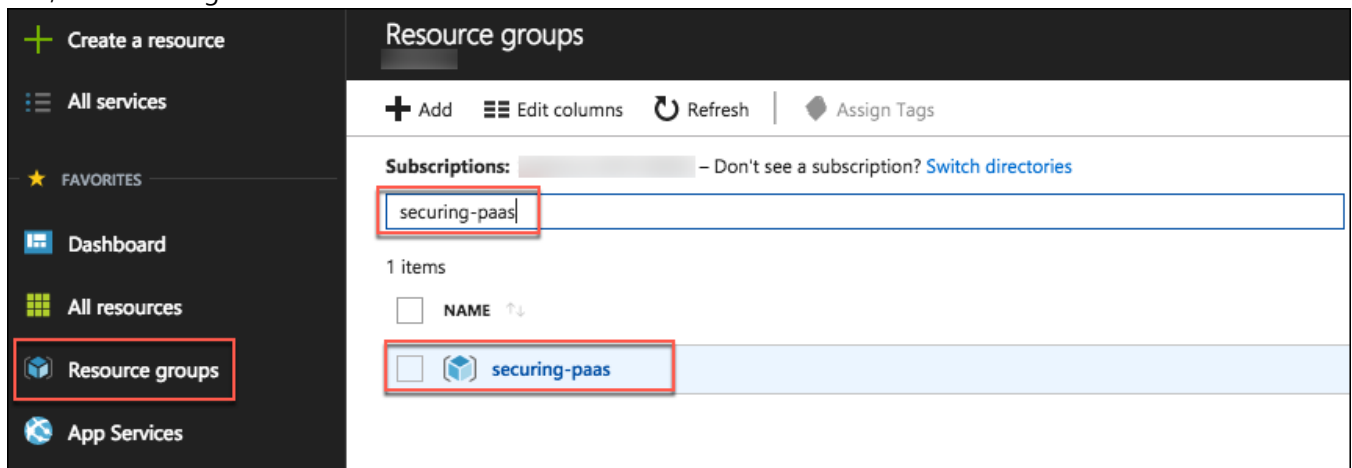 Create a resource
All services
FAVORITES
Dashboard
All resources
Resource groups
App Services
Resource groups
Add Edit columns Refresh Assign Tags
Subscriptions: – Don't see a subscription? Switch directories
securing-paas
1 items
NAME
securing-paas